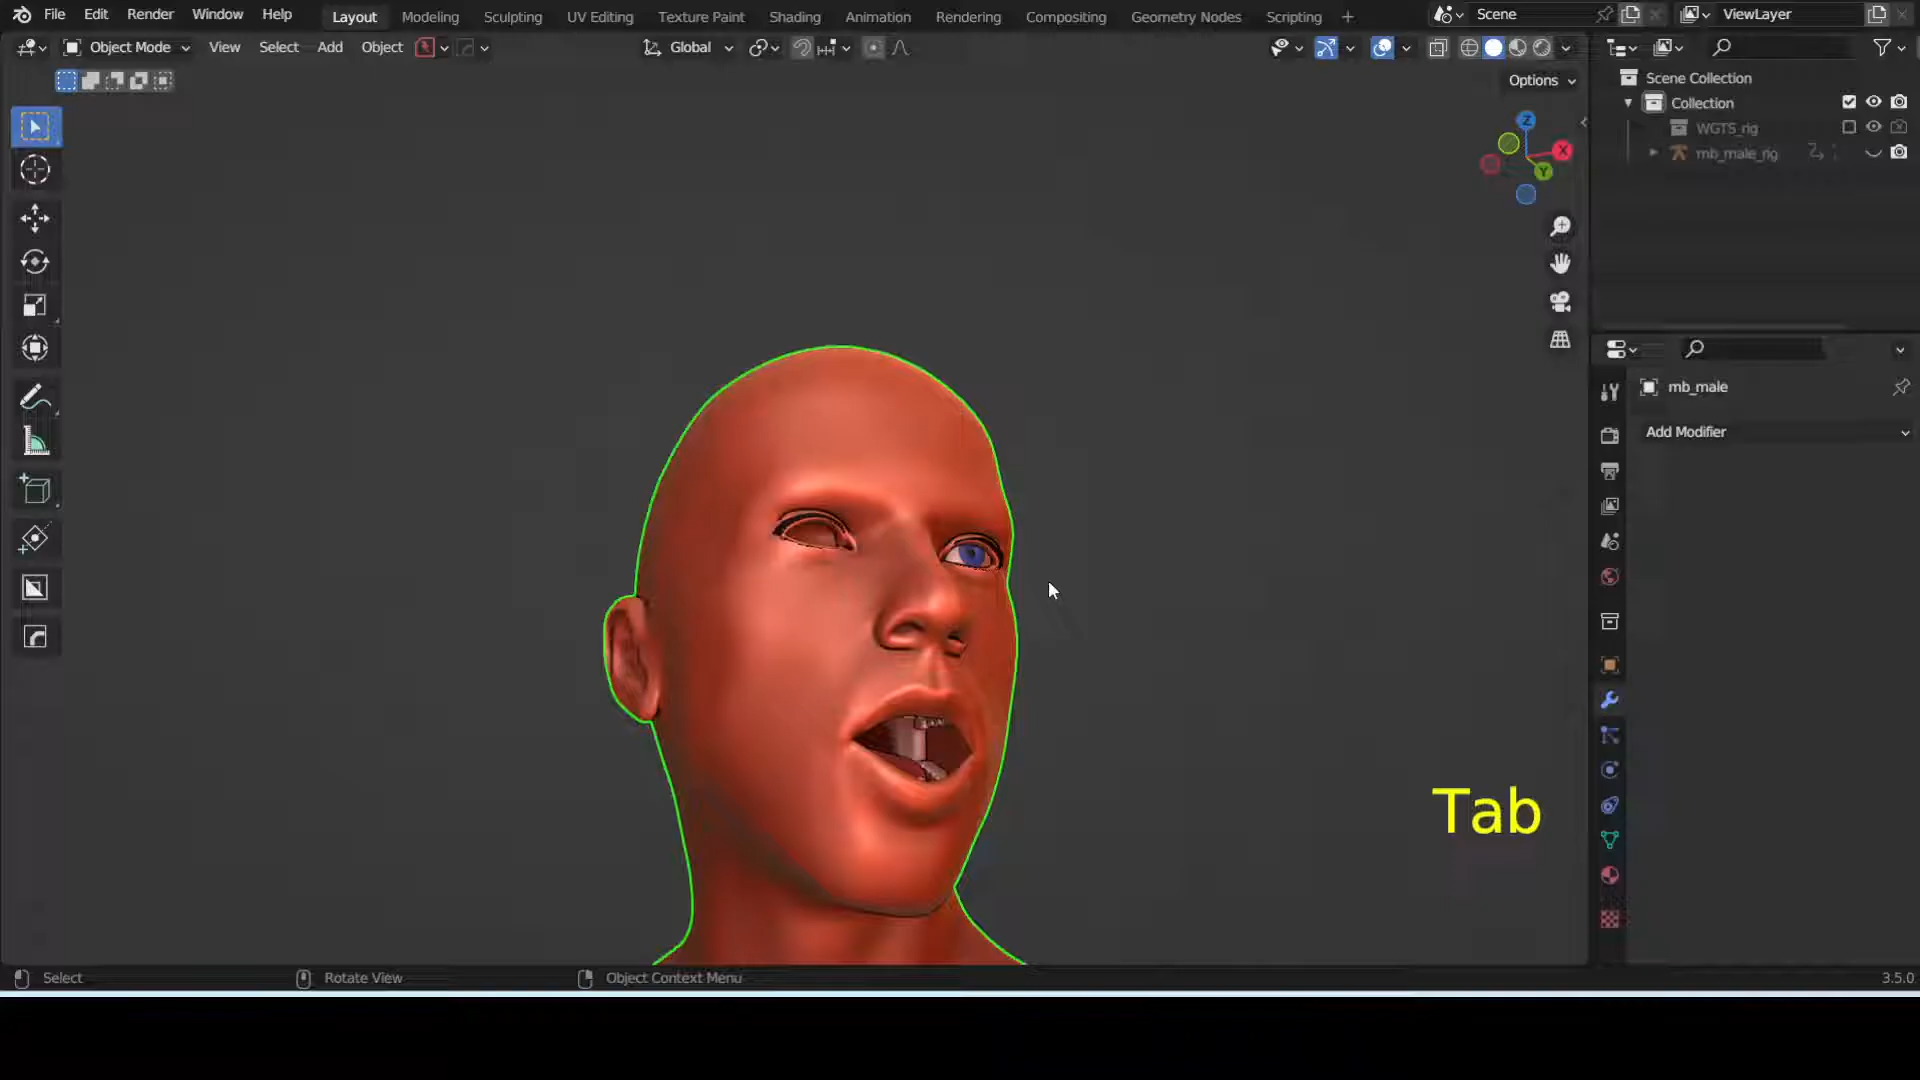 File Edit Render Window Help Layout Modeling Sculpting UV Editing Texture Paint Shading Animation Rendering Compositing Geometry Nodes Scripting + Scene ViewLayer
Object Mode View Select Add Object Global
Options
Scene Collection
Collection
WGTS_rig
mb_male_rig
Z
X
Y
mb_male
Add Modifier
Tab
Select Rotate View Object Context Menu 3.5.0